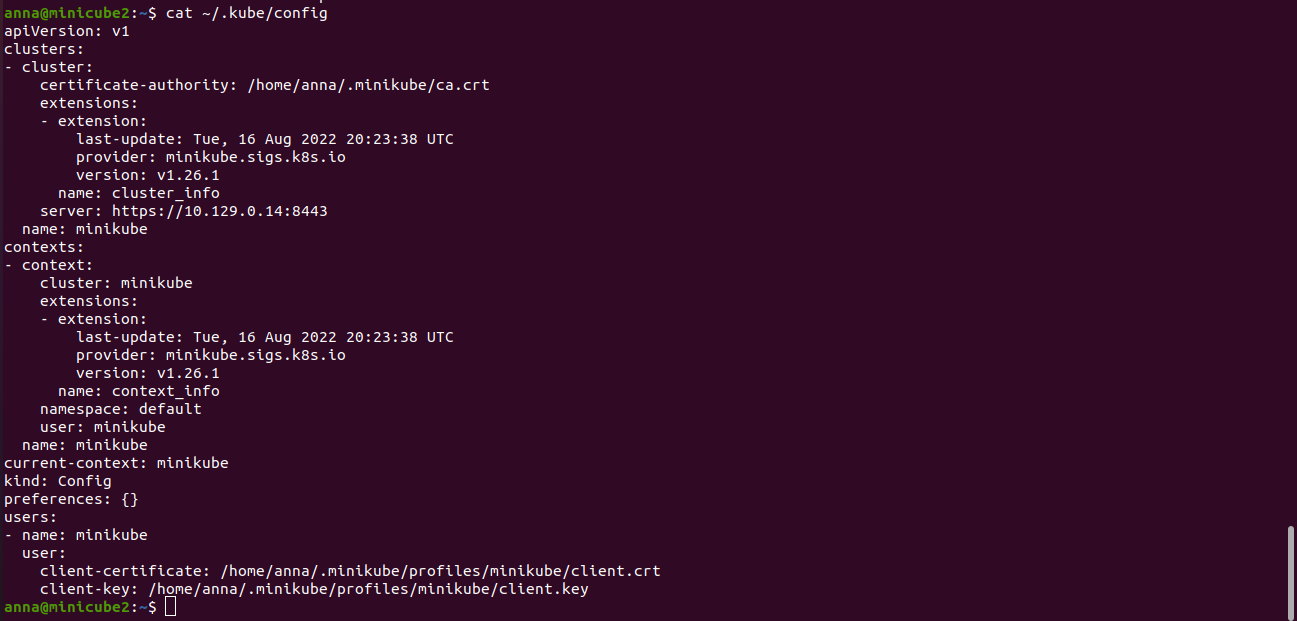 anna@minicube2:~$ cat ~/.kube/config
apiVersion: v1
clusters:
- cluster:
    certificate-authority: /home/anna/.minikube/ca.crt
    extensions:
    - extension:
        last-update: Tue, 16 Aug 2022 20:23:38 UTC
        provider: minikube.sigs.k8s.io
        version: v1.26.1
      name: cluster_info
    server: https://10.129.0.14:8443
  name: minikube
contexts:
- context:
    cluster: minikube
    extensions:
    - extension:
        last-update: Tue, 16 Aug 2022 20:23:38 UTC
        provider: minikube.sigs.k8s.io
        version: v1.26.1
      name: context_info
    namespace: default
    user: minikube
  name: minikube
current-context: minikube
kind: Config
preferences: {}
users:
- name: minikube
  user:
    client-certificate: /home/anna/.minikube/profiles/minikube/client.crt
    client-key: /home/anna/.minikube/profiles/minikube/client.key
anna@minicube2:~$